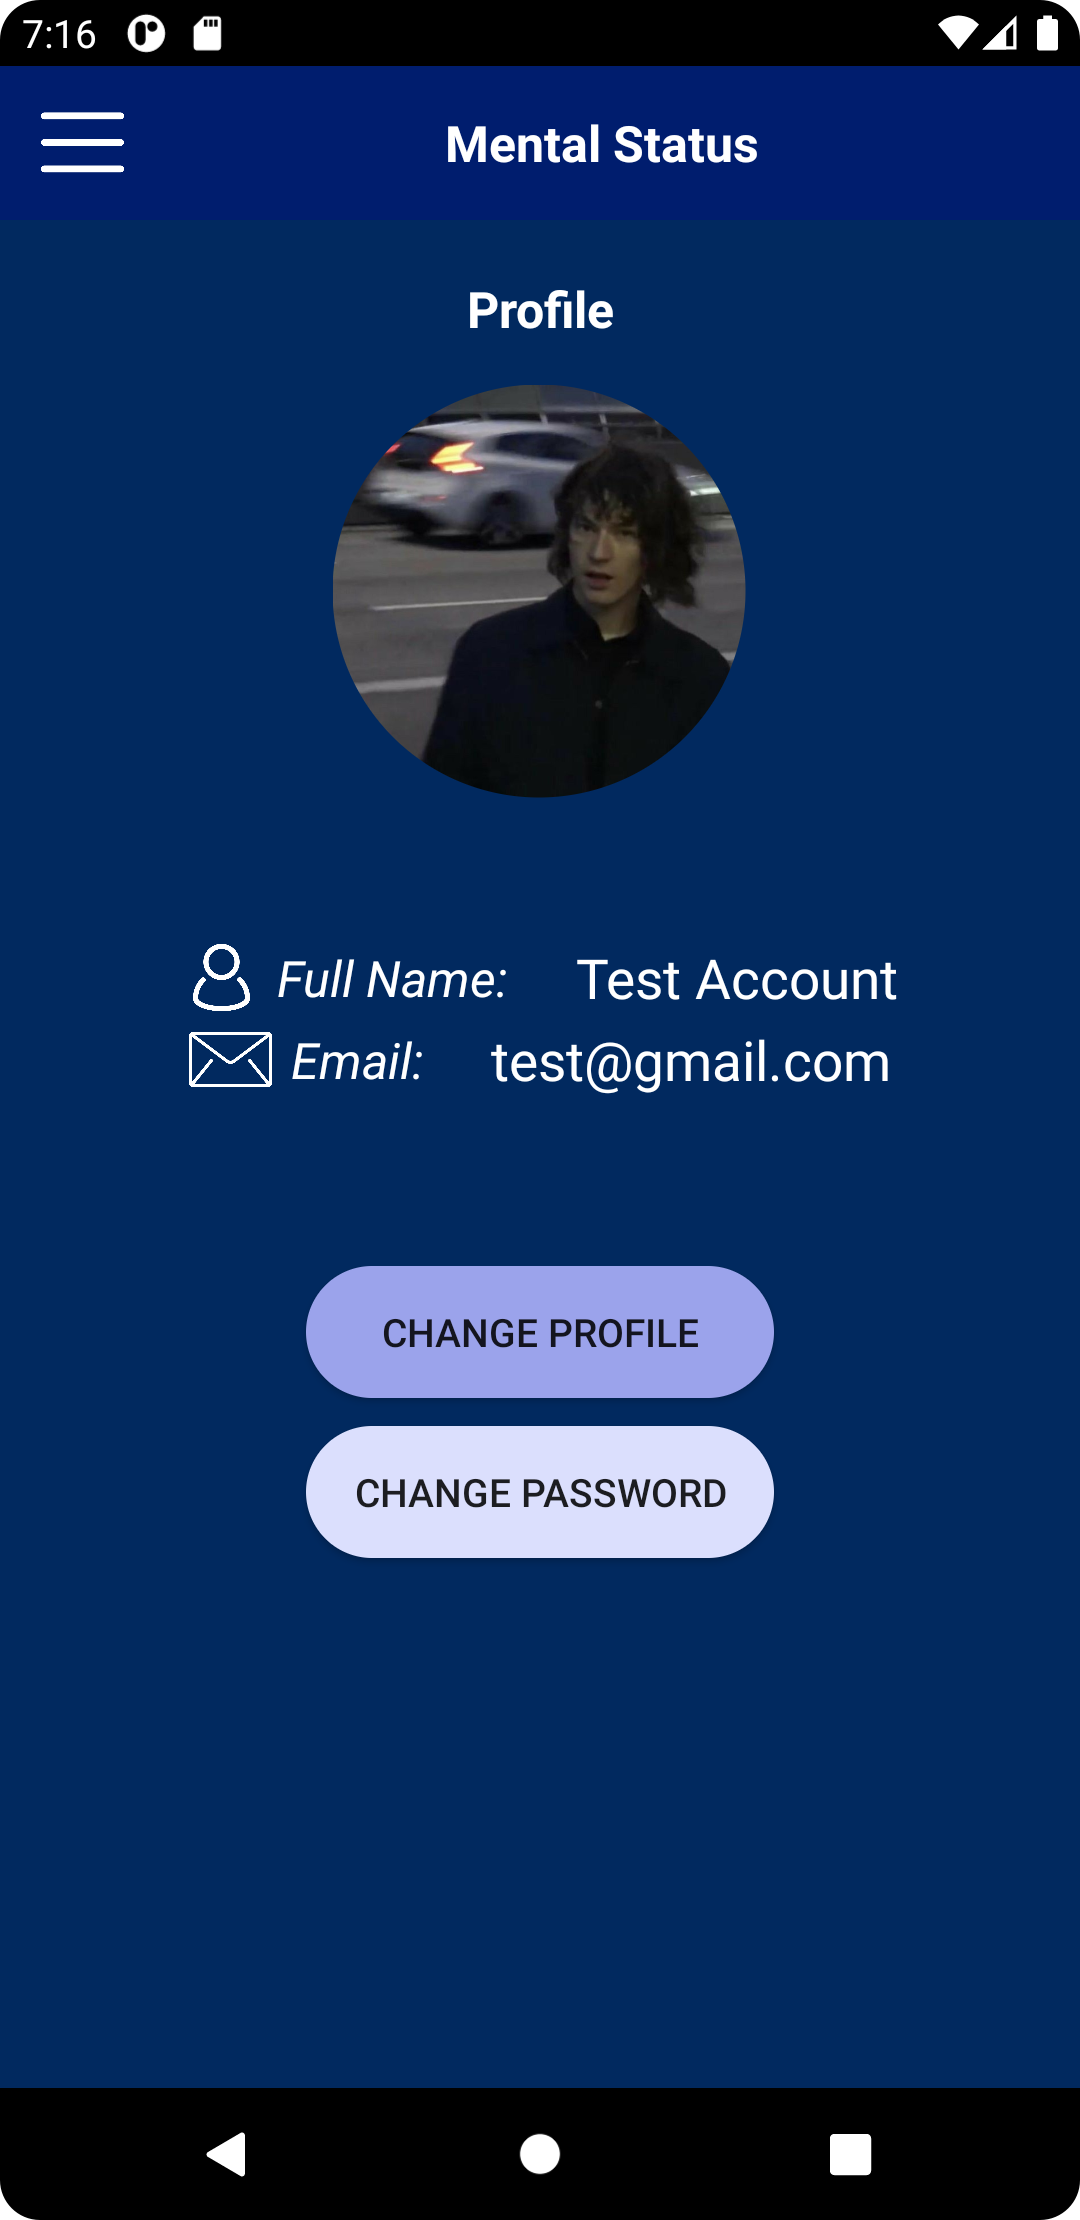 7:16
Mental Status
Profile
Full Name: Test Account
Email: test@gmail.com
CHANGE PROFILE
CHANGE PASSWORD